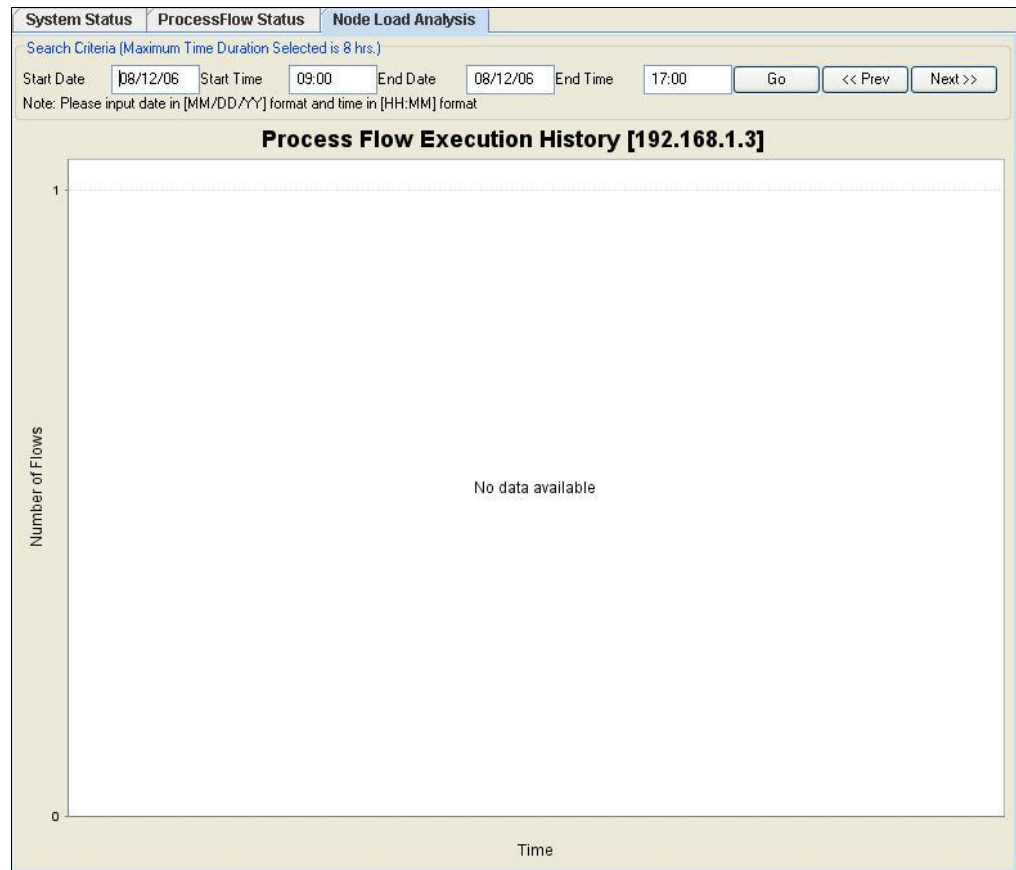 System Status ProcessFlow Status Node Load Analysis
Search Criteria (Maximum Time Duration Selected is 8 hrs.)
Start Date 08/12/06 Start Time 09:00 End Date 08/12/06 End Time 17:00 Go << Prev Next >>
Note: Please input date in [MM/DD/YY] format and time in [HH:MM] format
Process Flow Execution History [192.168.1.3]
1
Number of Flows
No data available
0
Time